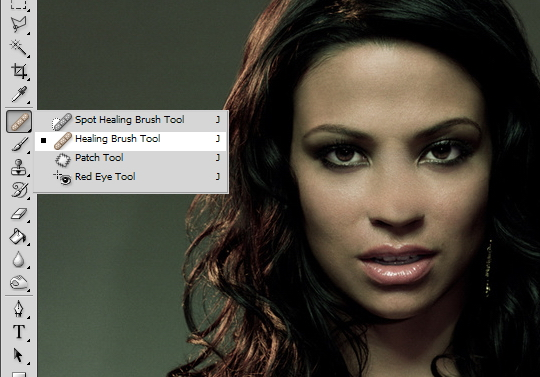 Spot Healing Brush Tool J
Healing Brush Tool J
Patch Tool J
Red Eye Tool J
T